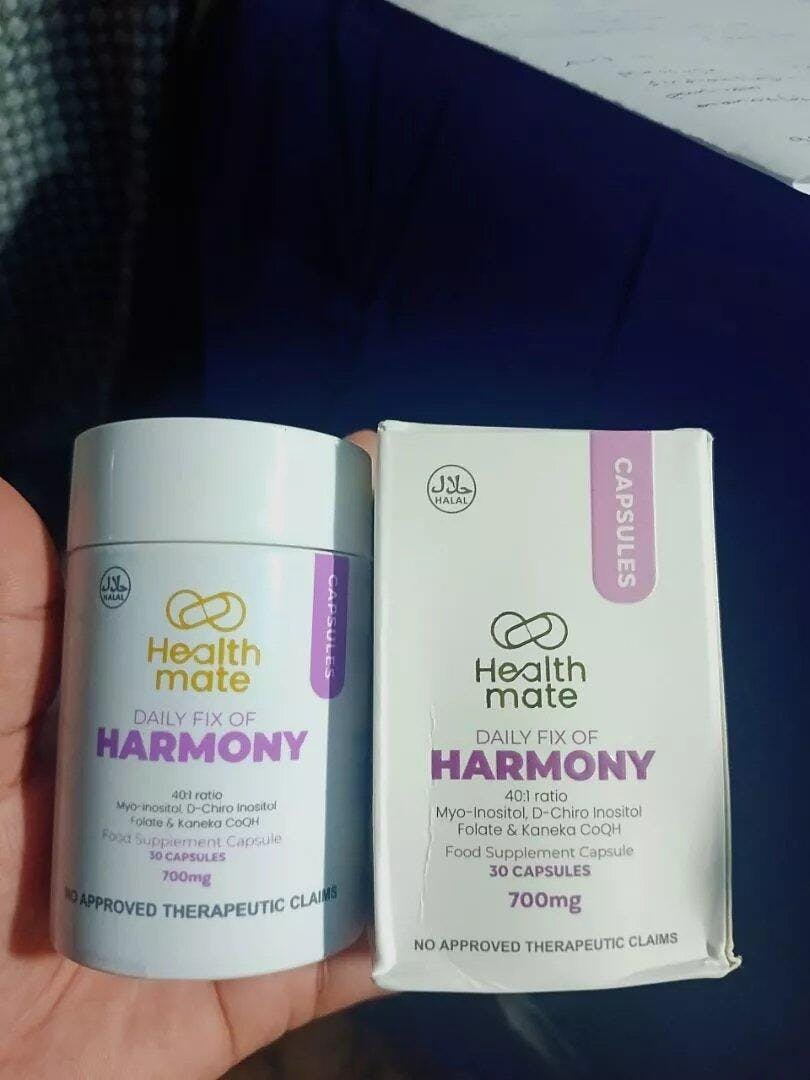 حلال
HALAL
CAPSULES
Health
mate
DAILY FIX OF
HARMONY
40:1 ratio
Myo-inositol, D-Chiro Inositol
Folate & Kaneka CoQH
Food Supplement Capsule
30 CAPSULES
700mg
NO APPROVED THERAPEUTIC CLAIMS
حلال
HALAL
CAPSULES
Health
mate
DAILY FIX OF
HARMONY
40:1 ratio
Myo-Inositol, D-Chiro Inositol
Folate & Kaneka CoQH
Food Supplement Capsule
30 CAPSULES
700mg
NO APPROVED THERAPEUTIC CLAIMS